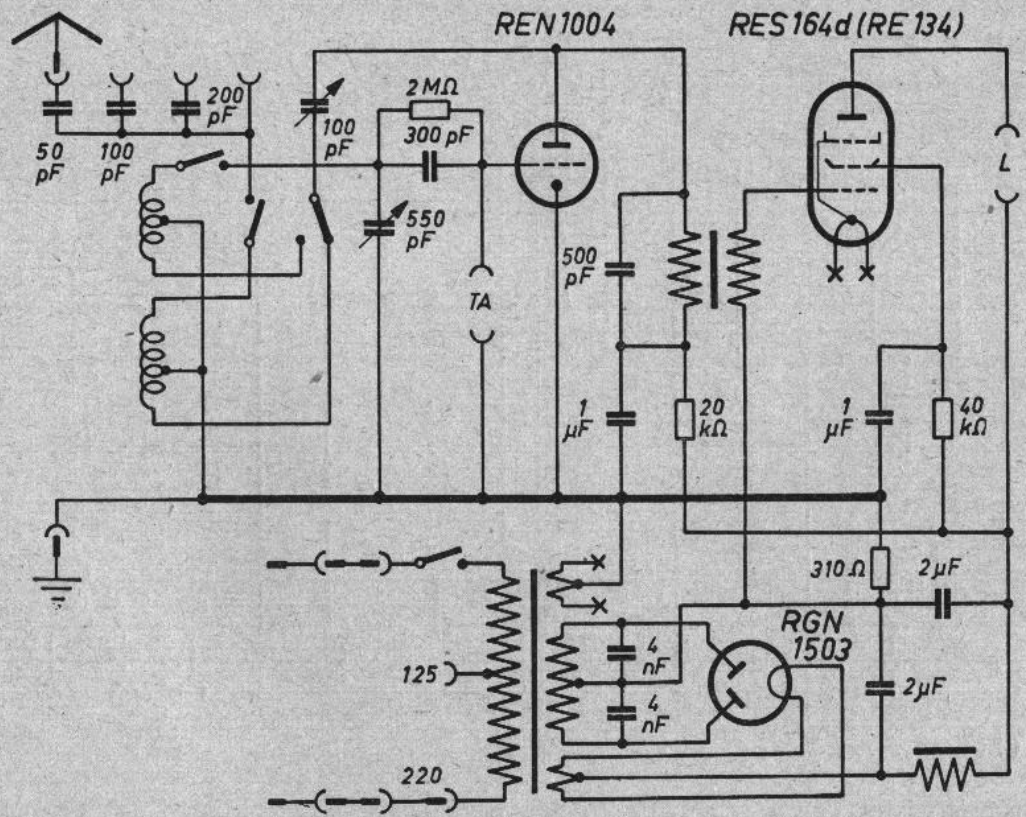 REN 1004
RES 164d (RE 134)
50
pF
100
pF
200
pF
100
pF
2 MΩ
300 pF
550
pF
TA
500
pF
1
µF
20
kΩ
1
µF
40
kΩ
L
310 Ω
2 µF
RGN
1503
4
nF
4
nF
2 µF
125
220